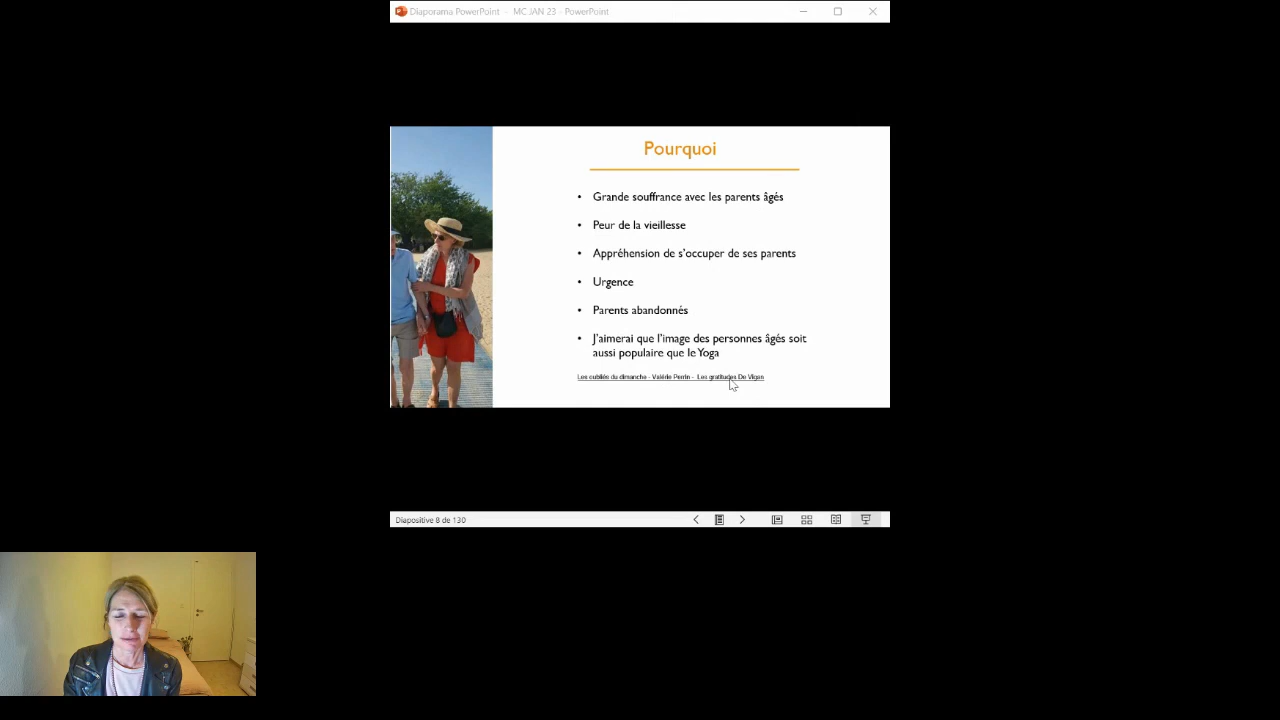 Diaporama PowerPoint - MC JAN 23 - PowerPoint
Pourquoi
• Grande souffrance avec les parents âgés
• Peur de la vieillesse
• Appréhension de s'occuper de ses parents
• Urgence
• Parents abandonnés
• J'aimerai que l'image des personnes âgés soit
aussi populaire que le Yoga
Les oubliés du dimanche - Valérie Perrin - Les gratitudes De Vigan
Diapositive 8 de 130